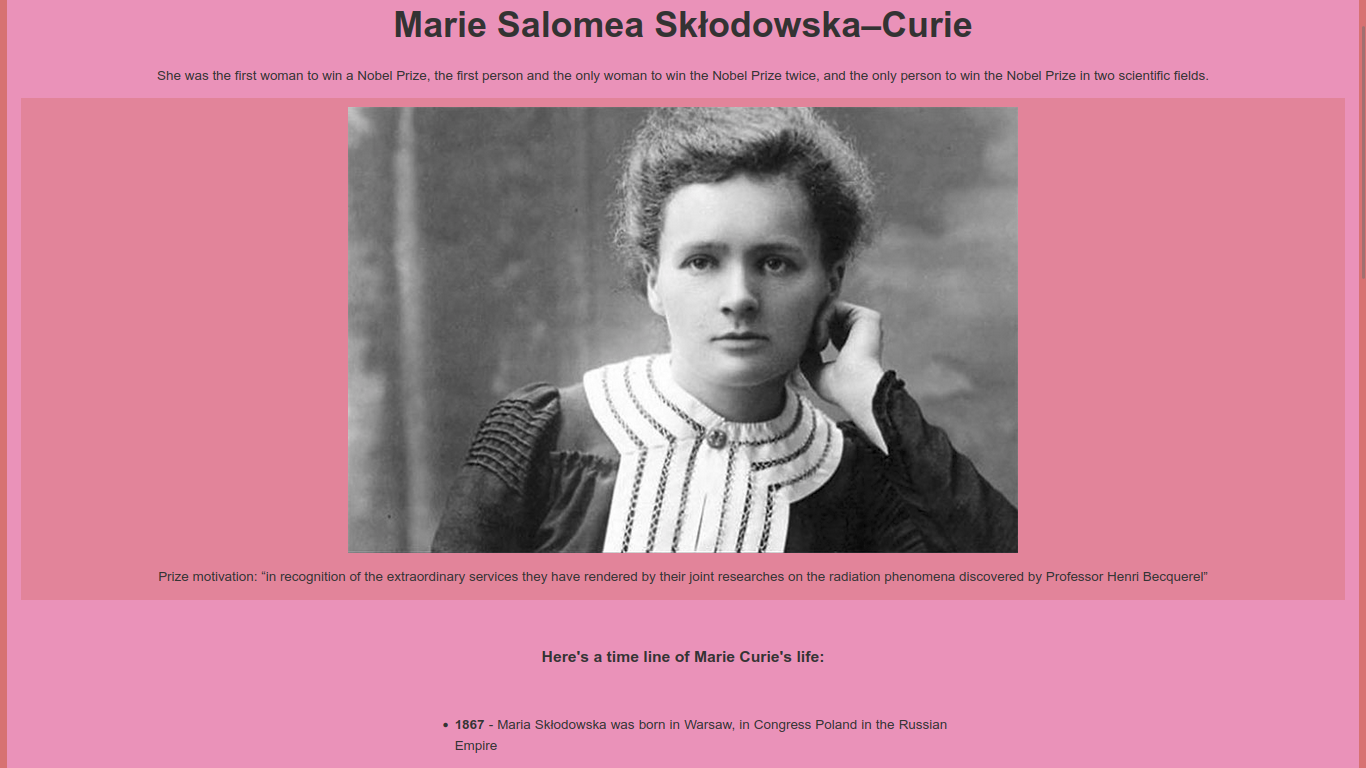 Marie Salomea Skłodowska–Curie
She was the first woman to win a Nobel Prize, the first person and the only woman to win the Nobel Prize twice, and the only person to win the Nobel Prize in two scientific fields.
Prize motivation: “in recognition of the extraordinary services they have rendered by their joint researches on the radiation phenomena discovered by Professor Henri Becquerel”
Here's a time line of Marie Curie's life:
• 1867 - Maria Skłodowska was born in Warsaw, in Congress Poland in the Russian
Empire